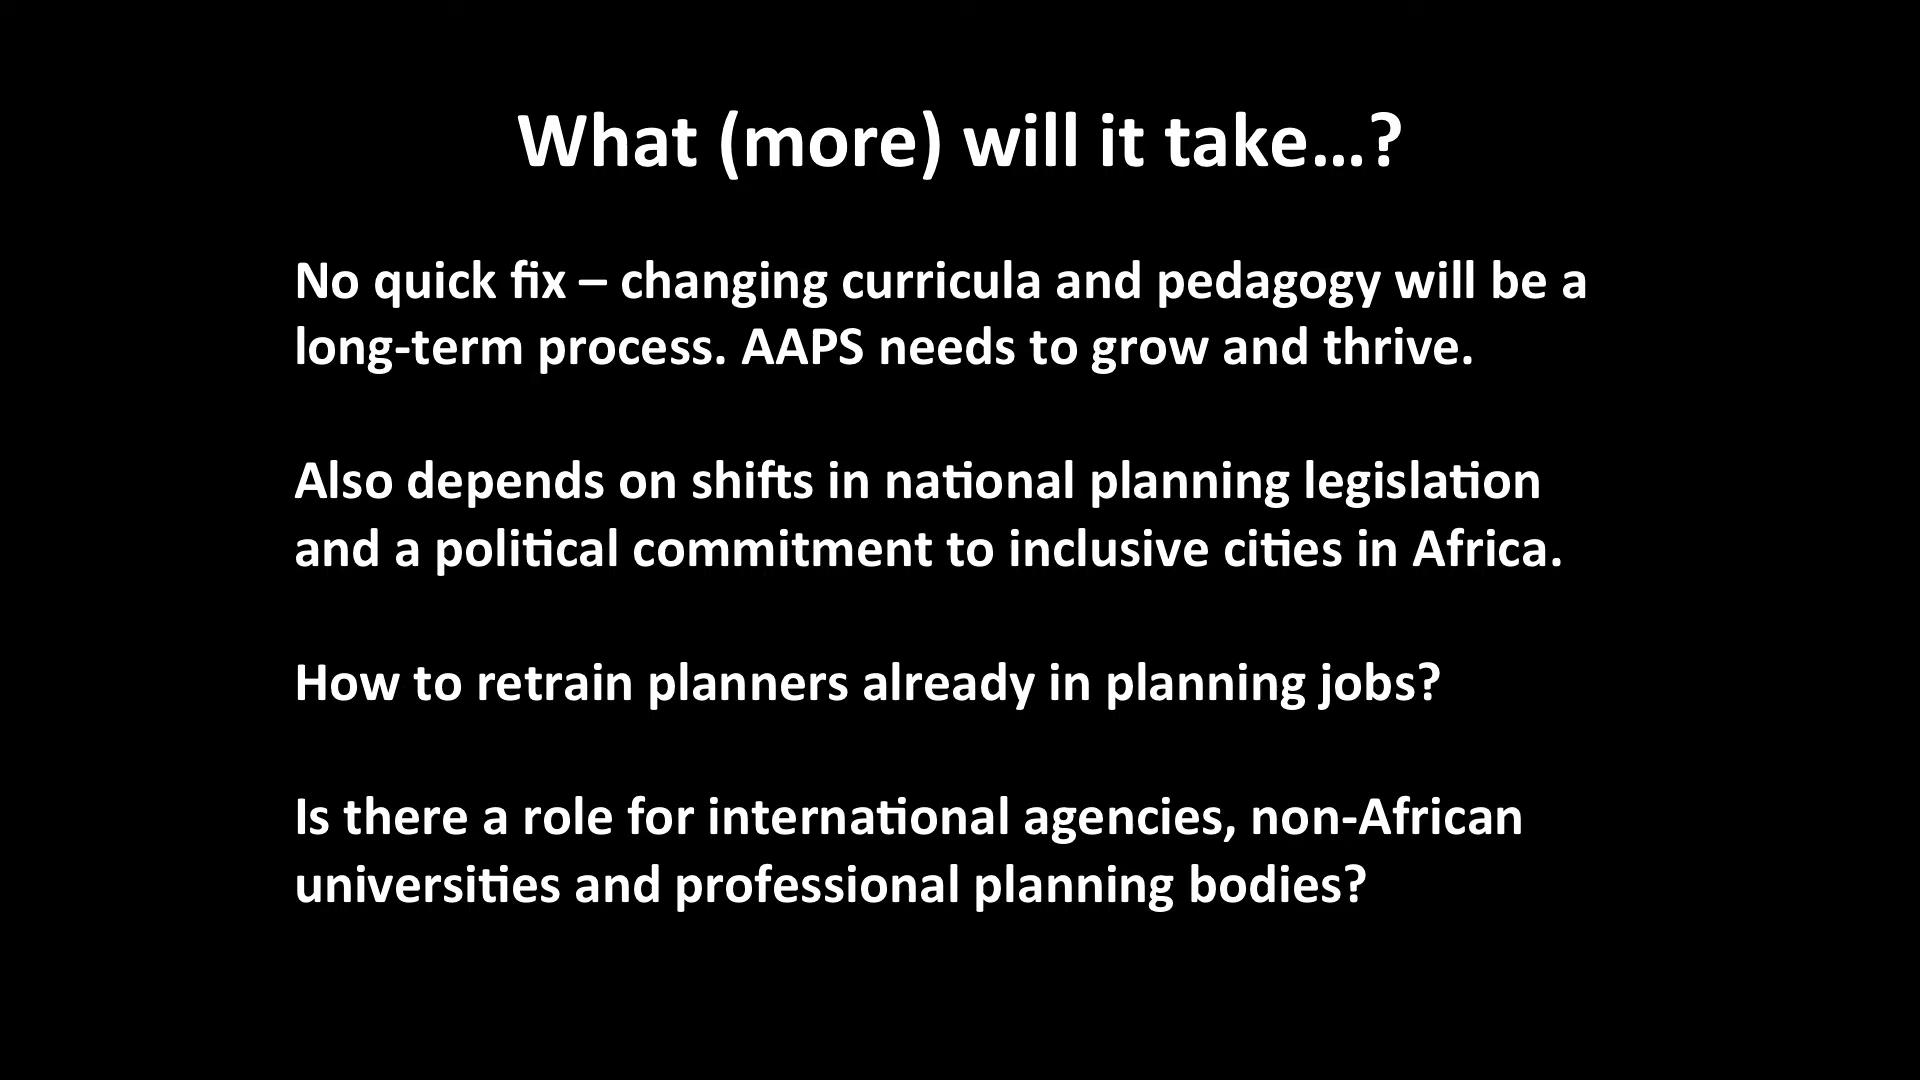 What (more) will it take...?
No quick fix – changing curricula and pedagogy will be a
long-term process. AAPS needs to grow and thrive.
Also depends on shifts in national planning legislation
and a political commitment to inclusive cities in Africa.
How to retrain planners already in planning jobs?
Is there a role for international agencies, non-African
universities and professional planning bodies?